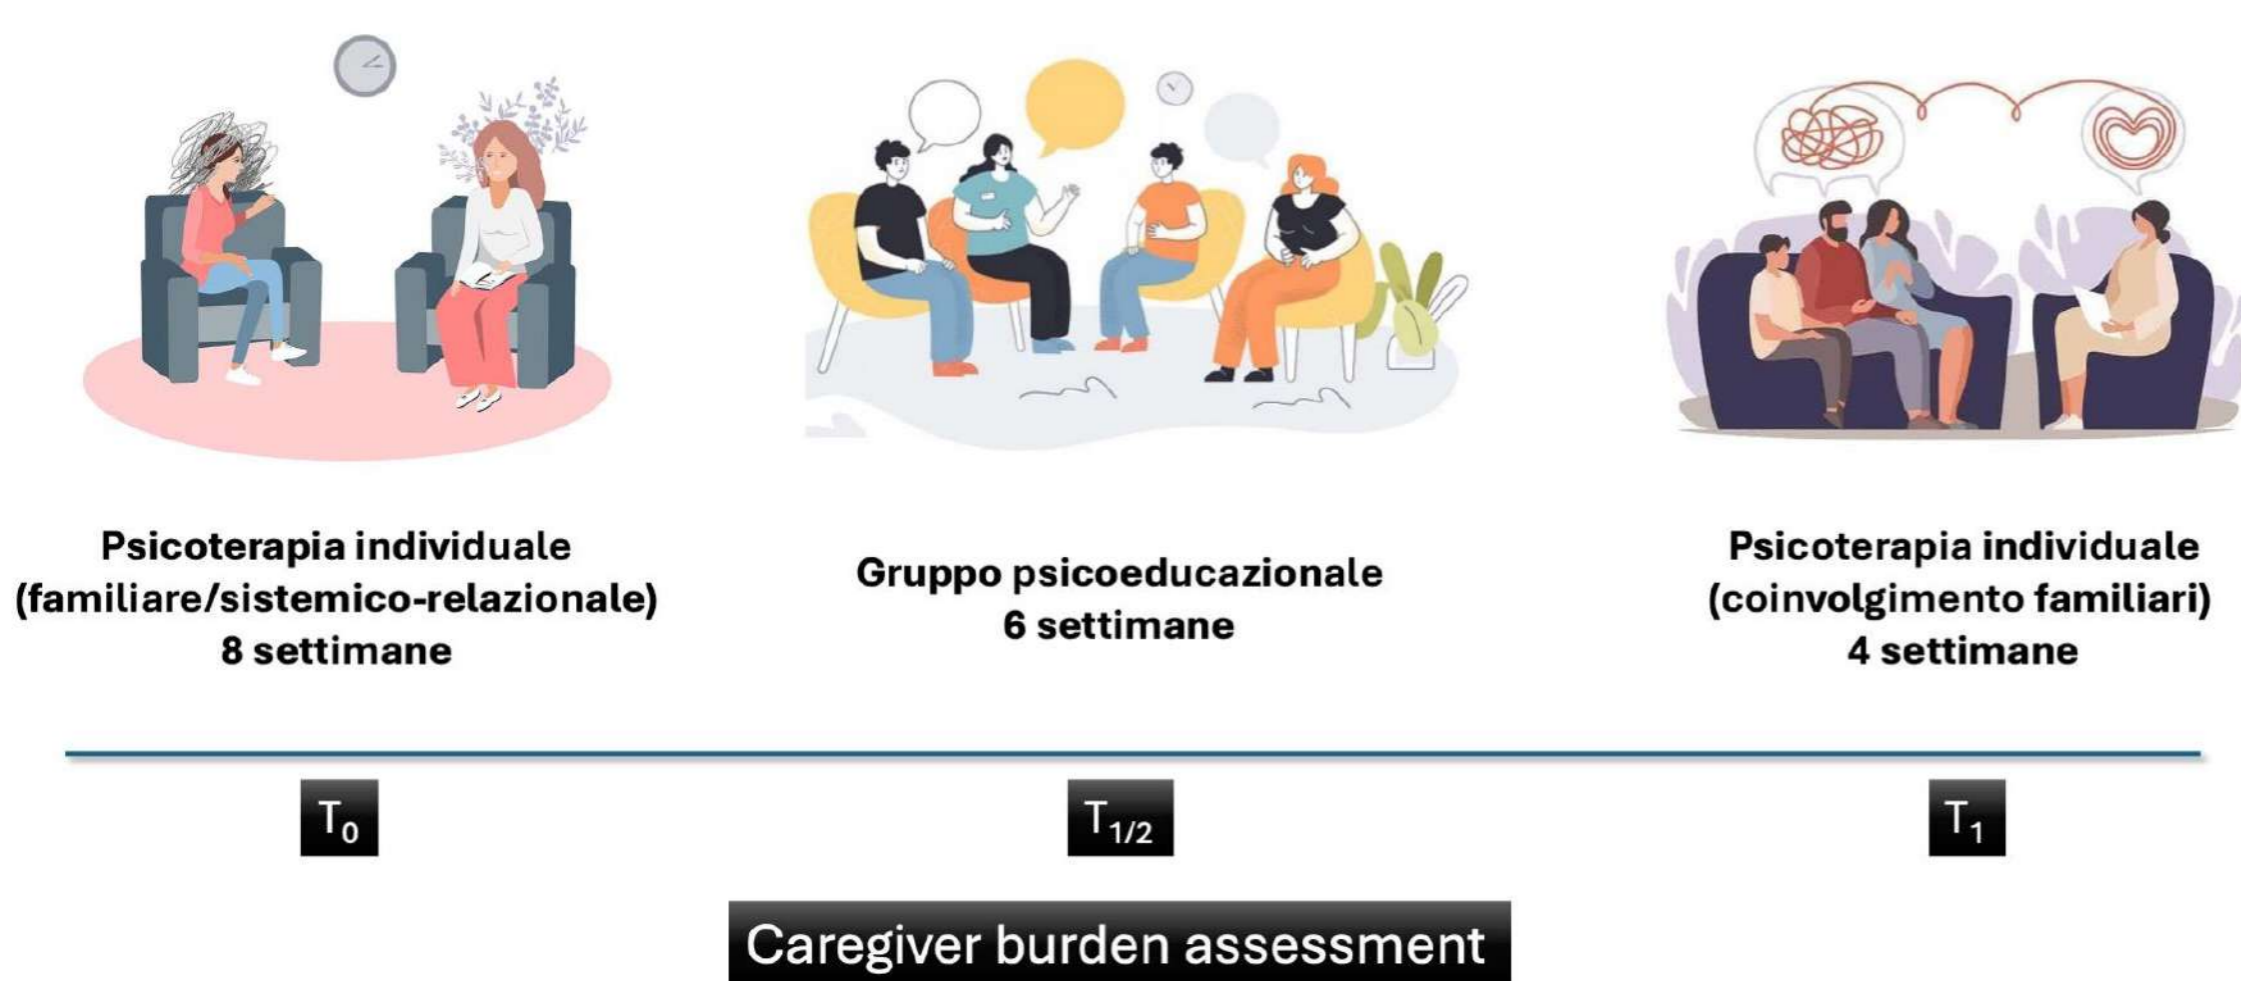 Psicoterapia individuale
(familiare/sistemico-relazionale)
8 settimane
Gruppo psicoeducazionale
6 settimane
Psicoterapia individuale
(coinvolgimento familiari)
4 settimane
T0
T1/2
T1
Caregiver burden assessment